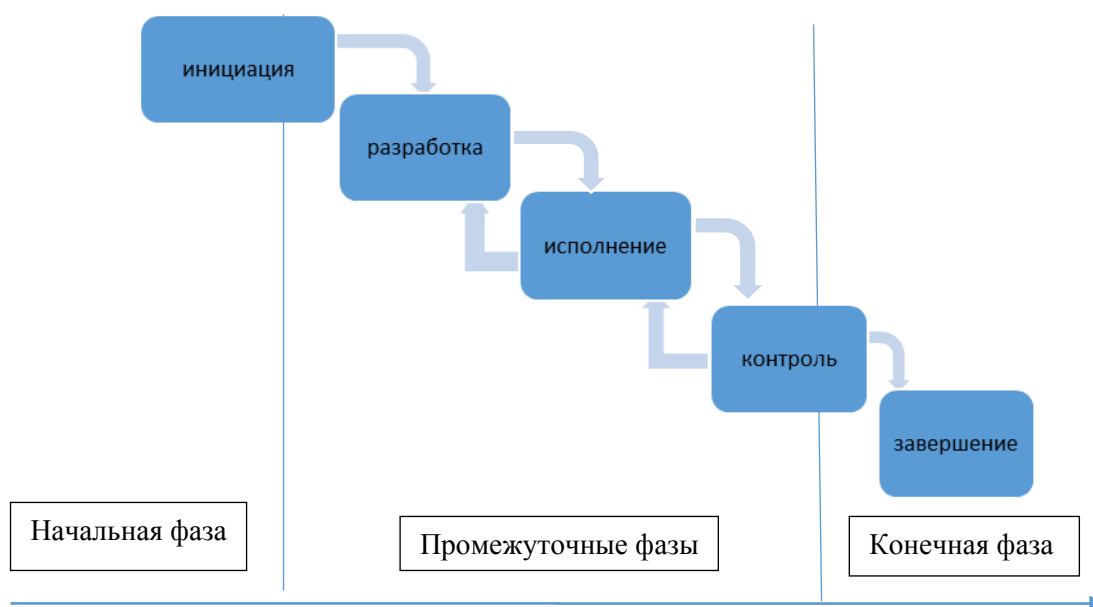 инициация
разработка
исполнение
контроль
завершение
Начальная фаза
Промежуточные фазы
Конечная фаза